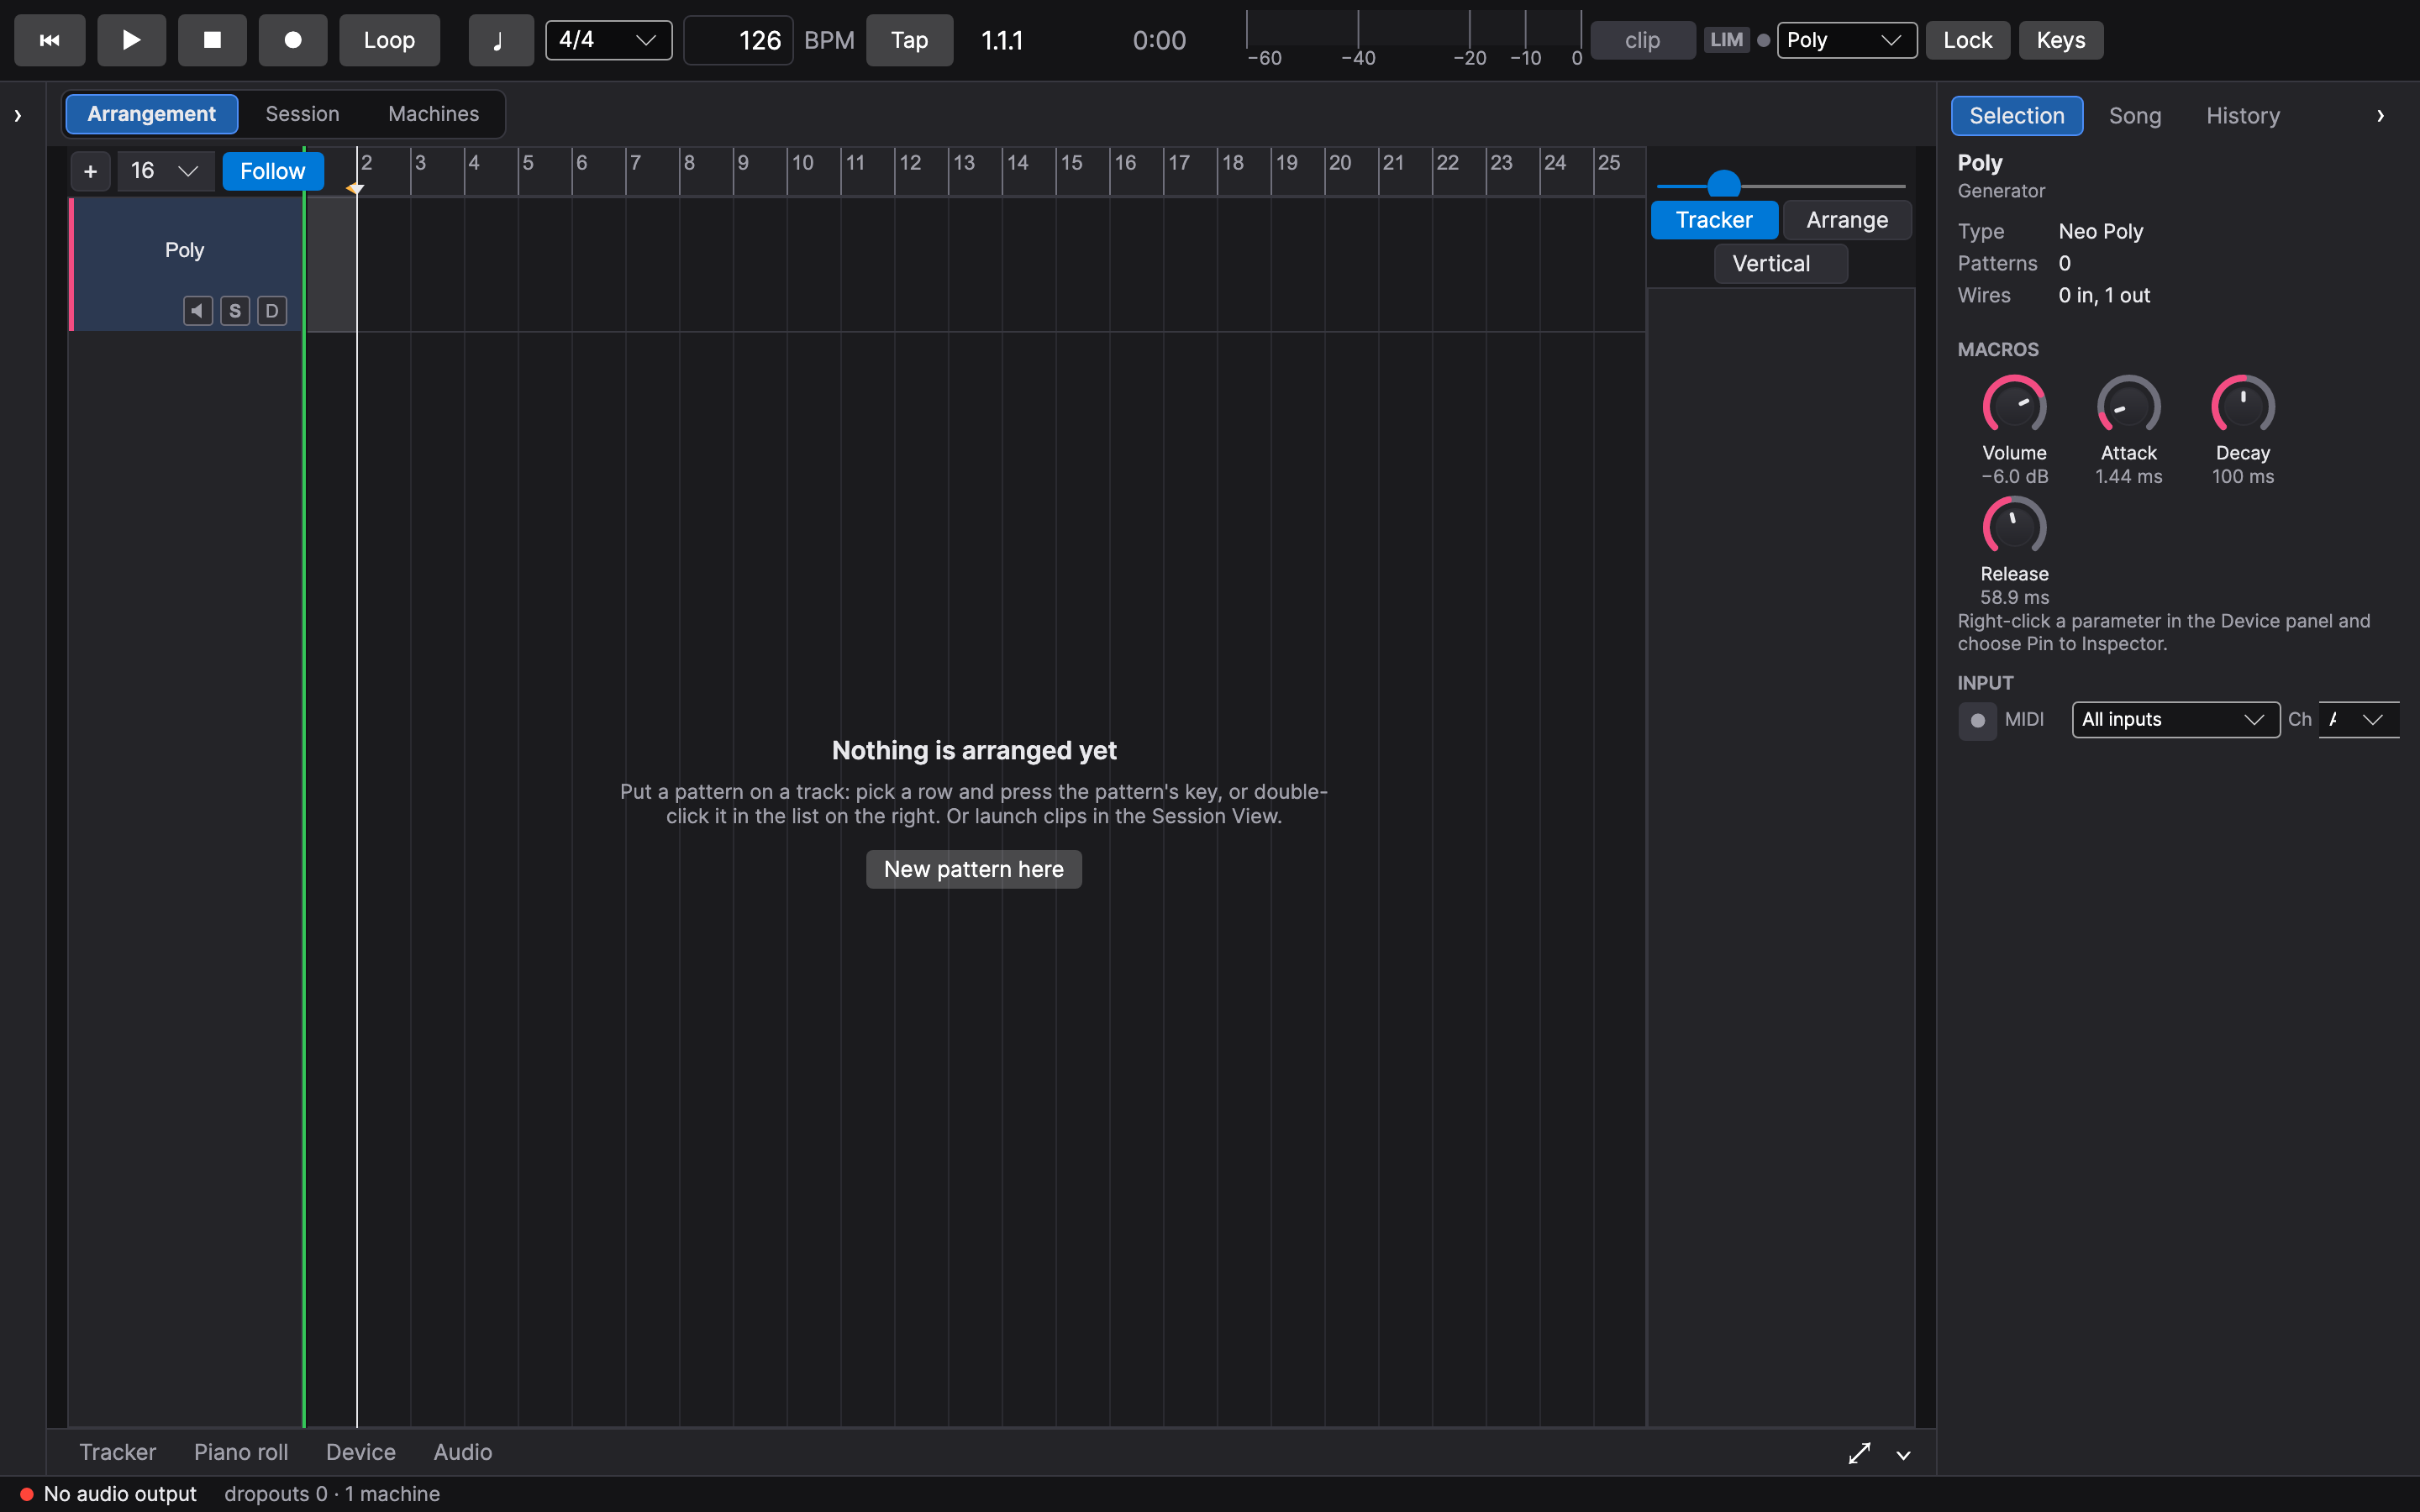 Loop
4/4
126 BPM
Tap
1.1.1
0:00
−60 −40 −20 −10 0
clip
LIM
Poly
Lock
Keys
Arrangement
Session
Machines
Selection
Song
History
+
16
Follow
2 3 4 5 6 7 8 9 10 11 12 13 14 15 16 17 18 19 20 21 22 23 24 25
Poly
S D
Tracker
Arrange
Vertical
Nothing is arranged yet
Put a pattern on a track: pick a row and press the pattern's key, or double-
click it in the list on the right. Or launch clips in the Session View.
New pattern here
Poly
Generator
Type Neo Poly
Patterns 0
Wires 0 in, 1 out
MACROS
Volume Attack Decay
−6.0 dB 1.44 ms 100 ms
Release
58.9 ms
Right-click a parameter in the Device panel and
choose Pin to Inspector.
INPUT
MIDI All inputs Ch
Tracker
Piano roll
Device
Audio
No audio output
dropouts 0 · 1 machine